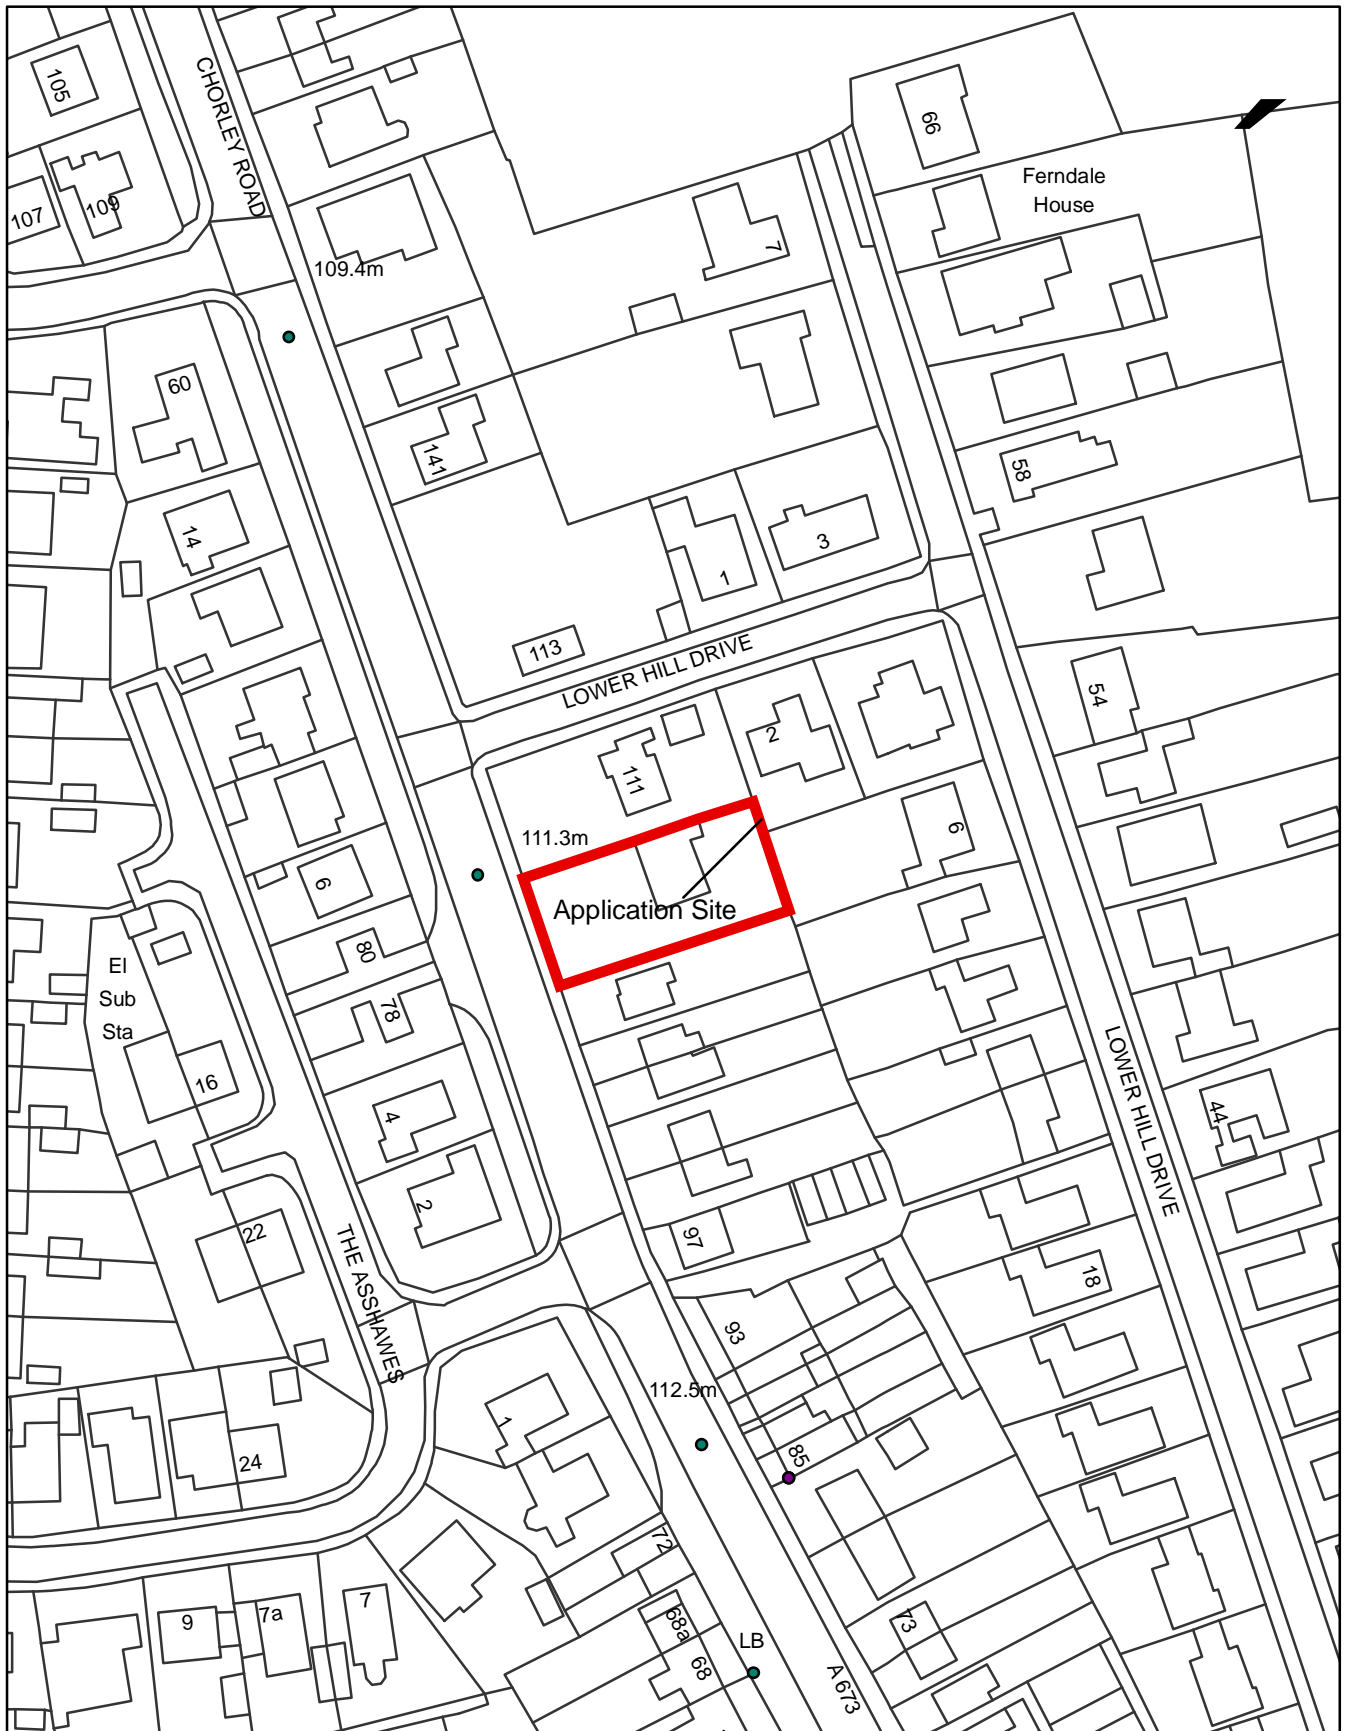 105
CHORLEY ROAD
66
Ferndale
House
107
109
7
109.4m
60
141
58
14
3
1
113
LOWER HILL DRIVE
54
2
111
6
111.3m
6
Application Site
80
El
Sub
Sta
78
16
LOWER HILL DRIVE
44
4
2
22
97
THE ASSHAWES
18
93
112.5m
1
85
24
72
9
7a
7
68a
73
LB
68
A 673